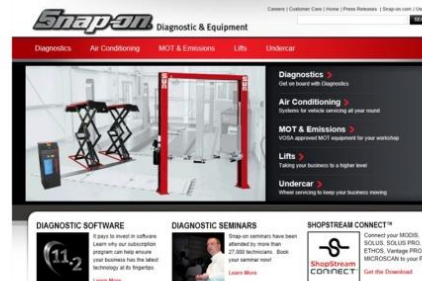 Careers | Customer Care | Home | Press Releases | Snap-on.com |
Snap-on Diagnostic & Equipment
Diagnostics Air Conditioning MOT & Emissions Lifts Undercar
Diagnostics >
Get on board with Diagnostics
Air Conditioning >
Systems for vehicle servicing all year round
MOT & Emissions >
VOSA approved MOT equipment for your workshop
Lifts >
Taking your business to a higher level
Undercar >
Wheel servicing to keep your business moving
DIAGNOSTIC SOFTWARE
11.2
It pays to invest in software.
Learn why our subscription
program can help ensure
your business has the latest
technology at its fingertips.
Learn More
DIAGNOSTIC SEMINARS
Snap-on seminars have been
attended by more than
27,000 technicians. Book
your seminar now!
Learn More
SHOPSTREAM CONNECT™
ShopStream
CONNECT
Connect your MODIS,
SOLUS, SOLUS PRO,
ETHOS, Vantage PRO
MICROSCAN to your
Get the Download